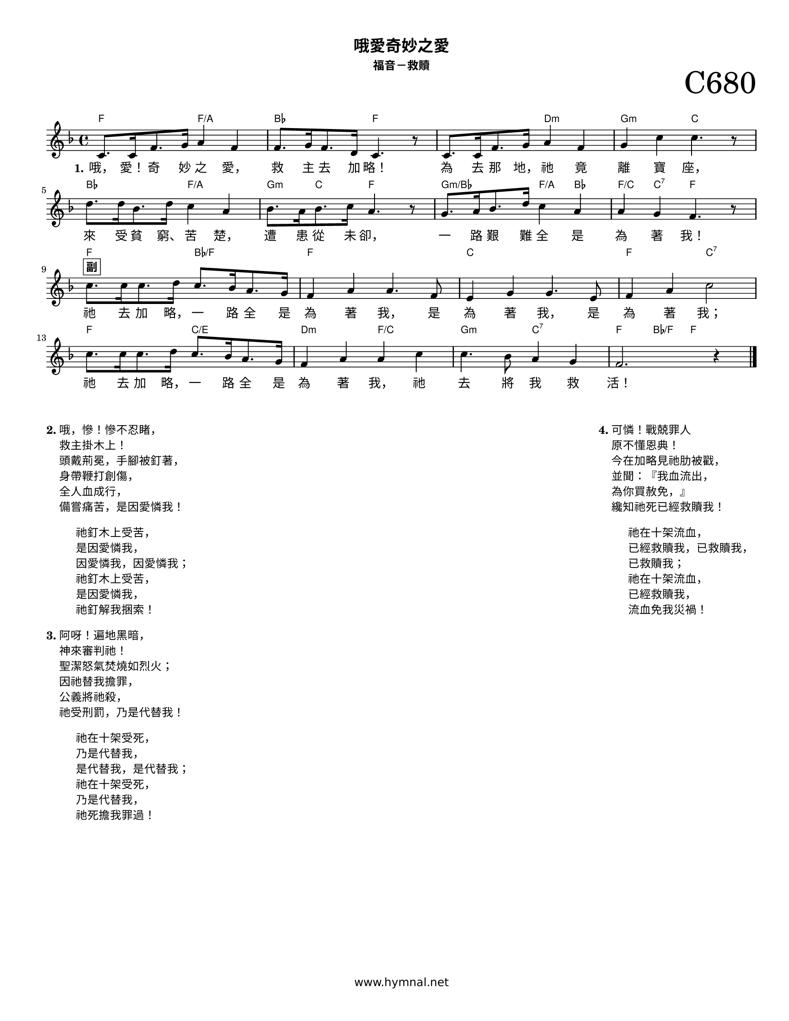 哦愛奇妙之愛
福音－救贖
C680
F F/A B♭ F Dm Gm C
1. 哦， 愛！奇 妙之 愛， 救 主去 加略！ 為 去那 地，祂 竟 離 寶 座，
B♭ F/A Gm C F Gm/B♭ F/A B♭ F/C C7 F
5
來 受貧 窮、苦 楚， 遭 患從 未卻， 一 路艱 難全 是 為 著 我！
F B♭/F F C F C7
9 副
祂 去加 略，一 路全 是為 著 我， 是 為 著 我， 是 為 著 我；
F C/E Dm F/C Gm C7 F B♭/F F
13
祂 去加 略，一 路全 是為 著 我， 祂 去 將 我 救 活！
2. 哦，慘！慘不忍睹，
救主掛木上！
頭戴荊冕，手腳被釘著，
身帶鞭打創傷，
全人血成行，
備嘗痛苦，是因愛憐我！
祂釘木上受苦，
是因愛憐我，
因愛憐我，因愛憐我；
祂釘木上受苦，
是因愛憐我，
祂釘解我捆索！
3. 阿呀！遍地黑暗，
神來審判祂！
聖潔怒氣焚燒如烈火；
因祂替我擔罪，
公義將祂殺，
祂受刑罰，乃是代替我！
祂在十架受死，
乃是代替我，
是代替我，是代替我；
祂在十架受死，
乃是代替我，
祂死擔我罪過！
4. 可憐！戰兢罪人
原不懂恩典！
今在加略見祂肋被戳，
並聞：『我血流出，
為你買赦免，』
纔知祂死已經救贖我！
祂在十架流血，
已經救贖我，已救贖我，
已救贖我；
祂在十架流血，
已經救贖我，
流血免我災禍！
www.hymnal.net